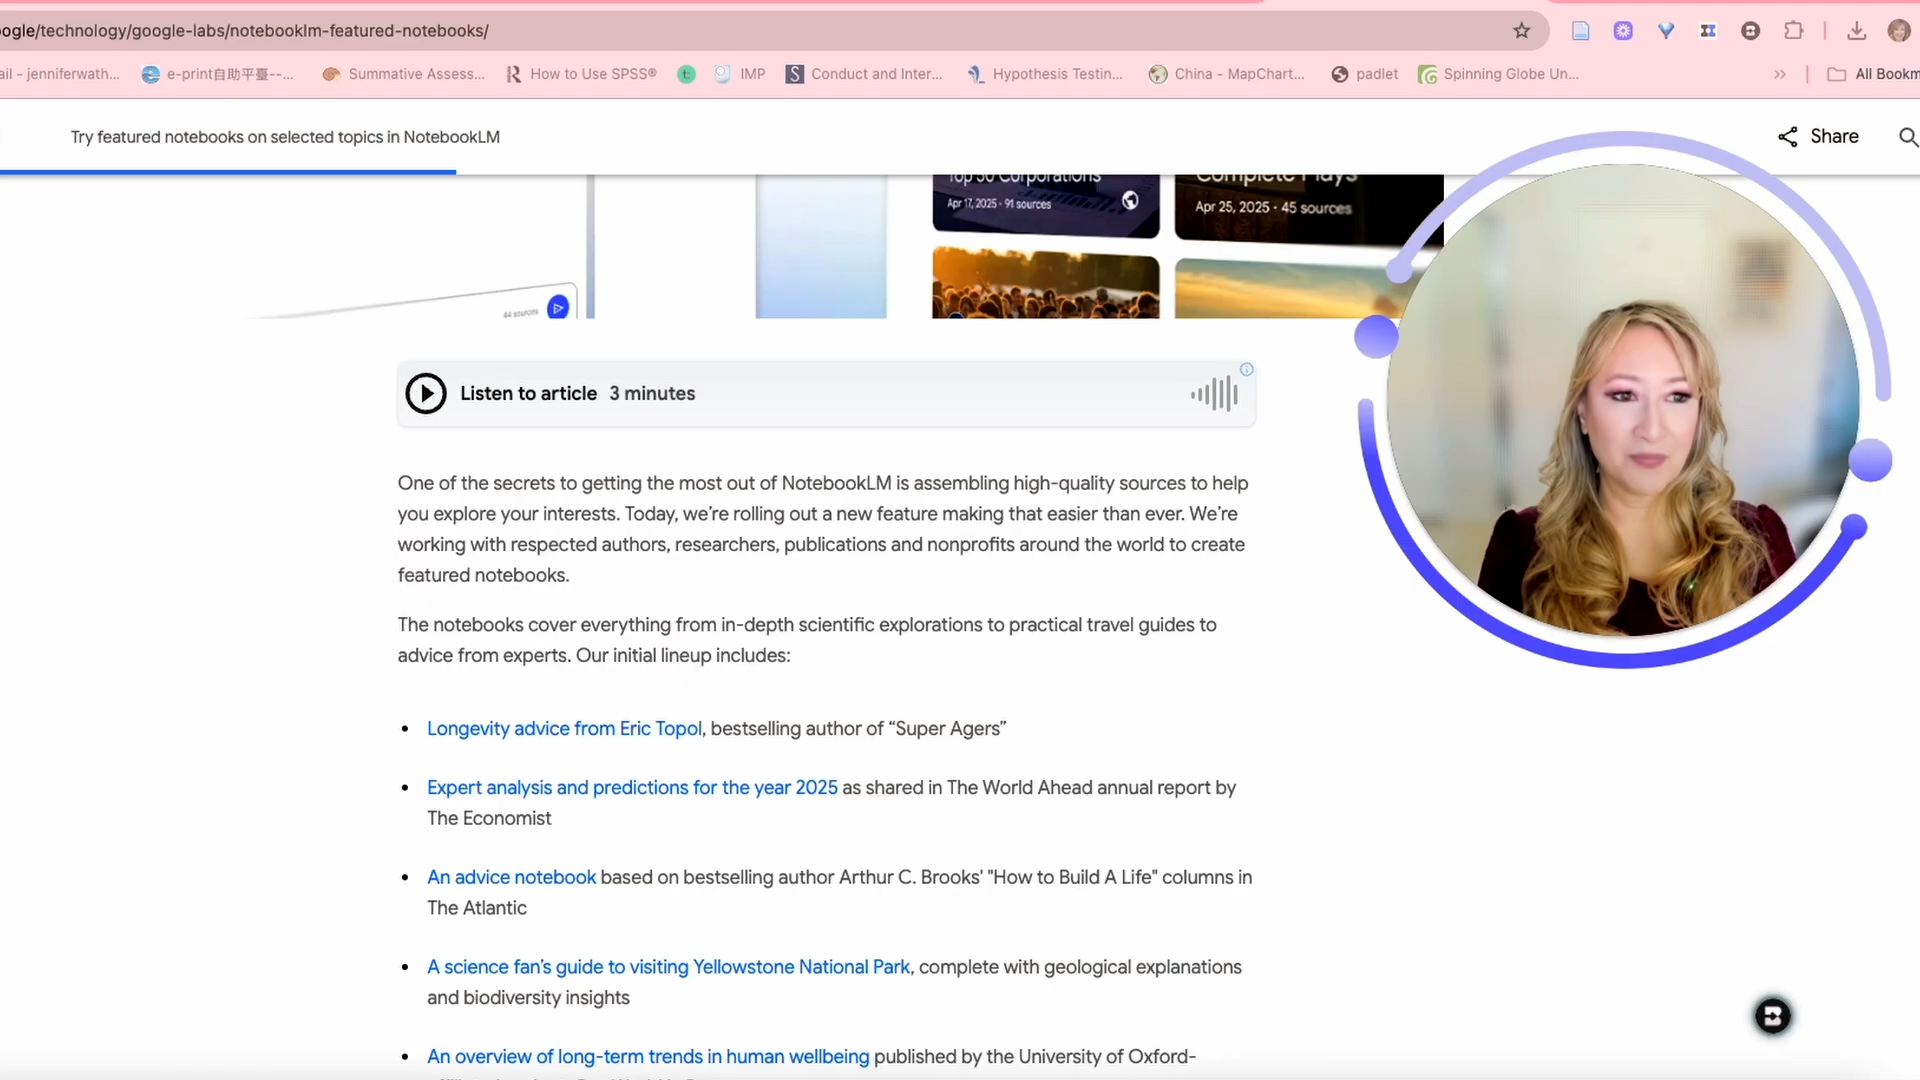 ogle/technology/google-labs/notebooklm-featured-notebooks/
ail - jenniferwath... e-print自助平臺--... Summative Assess... How to Use SPSS® IMP Conduct and Inter... Hypothesis Testin... China - MapChart... padlet Spinning Globe Un... All Bookm
Try featured notebooks on selected topics in NotebookLM
Share
Top 50 Corporations
Apr 17, 2025 · 91 sources
Complete Plays
Apr 25, 2025 · 45 sources
44 sources
Listen to article 3 minutes
One of the secrets to getting the most out of NotebookLM is assembling high-quality sources to help
you explore your interests. Today, we’re rolling out a new feature making that easier than ever. We’re
working with respected authors, researchers, publications and nonprofits around the world to create
featured notebooks.
The notebooks cover everything from in-depth scientific explorations to practical travel guides to
advice from experts. Our initial lineup includes:
• Longevity advice from Eric Topol, bestselling author of “Super Agers”
• Expert analysis and predictions for the year 2025 as shared in The World Ahead annual report by
The Economist
• An advice notebook based on bestselling author Arthur C. Brooks' "How to Build A Life" columns in
The Atlantic
• A science fan’s guide to visiting Yellowstone National Park, complete with geological explanations
and biodiversity insights
• An overview of long-term trends in human wellbeing published by the University of Oxford-